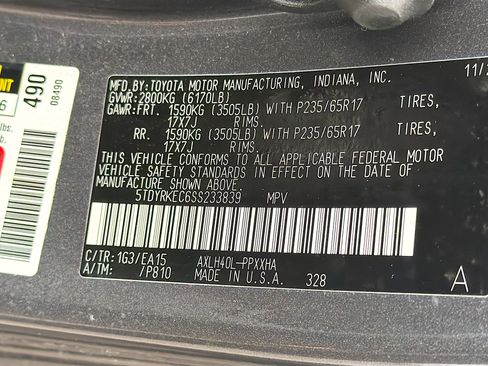 490
08490
MFD.BY:TOYOTA MOTOR MANUFACTURING, INDIANA, INC. 11/
GVWR:2800KG (6170LB)
GAWR:FRT. 1590KG (3505LB) WITH P235/65R17 TIRES,
17X7J RIMS.
RR. 1590KG (3505LB) WITH P235/65R17 TIRES,
17X7J RIMS.
THIS VEHICLE CONFORMS TO ALL APPLICABLE FEDERAL MOTOR
VEHICLE SAFETY STANDARDS IN EFFECT ON THE DATE OF
MANUFACTURE SHOWN ABOVE.
5TDYRKEC6SS233839 MPV
C/TR:1G3/EA15 AXLH40L-PPXXHA
A/TM: /P810 MADE IN U.S.A. 328 A